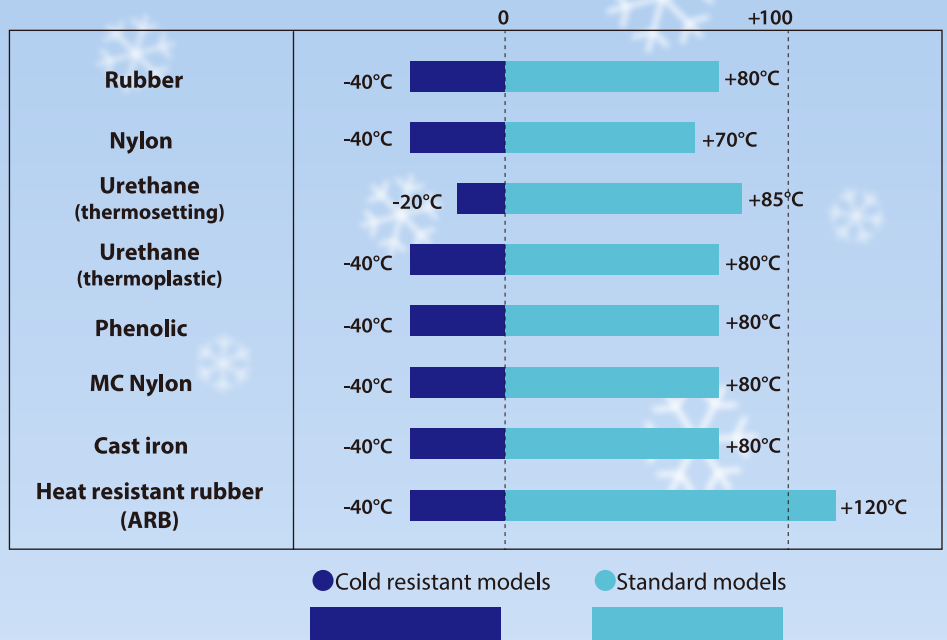 0 +100
Rubber -40°C +80°C
Nylon -40°C +70°C
Urethane
(thermosetting) -20°C +85°C
Urethane
(thermoplastic) -40°C +80°C
Phenolic -40°C +80°C
MC Nylon -40°C +80°C
Cast iron -40°C +80°C
Heat resistant rubber
(ARB) -40°C +120°C
Cold resistant models Standard models